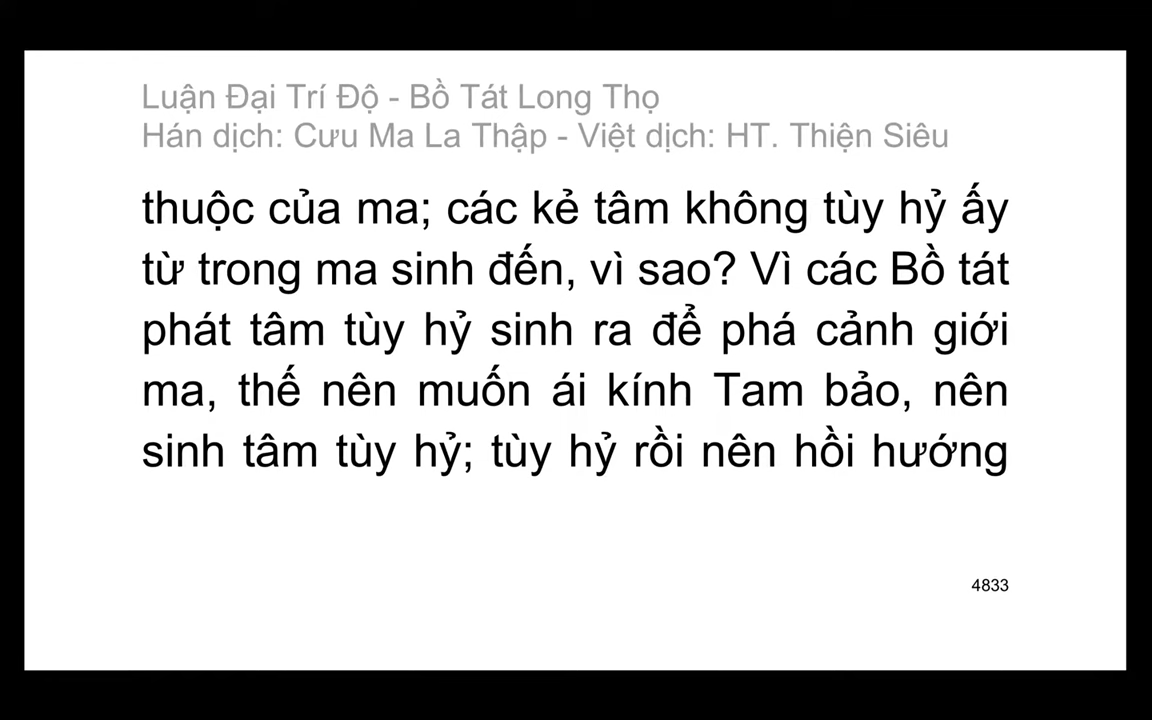 Luận Đại Trí Độ - Bồ Tát Long Thọ
Hán dịch: Cưu Ma La Thập - Việt dịch: HT. Thiện Siêu
thuộc của ma; các kẻ tâm không tùy hỷ ấy
từ trong ma sinh đến, vì sao? Vì các Bồ tát
phát tâm tùy hỷ sinh ra để phá cảnh giới
ma, thế nên muốn ái kính Tam bảo, nên
sinh tâm tùy hỷ; tùy hỷ rồi nên hồi hướng
4833